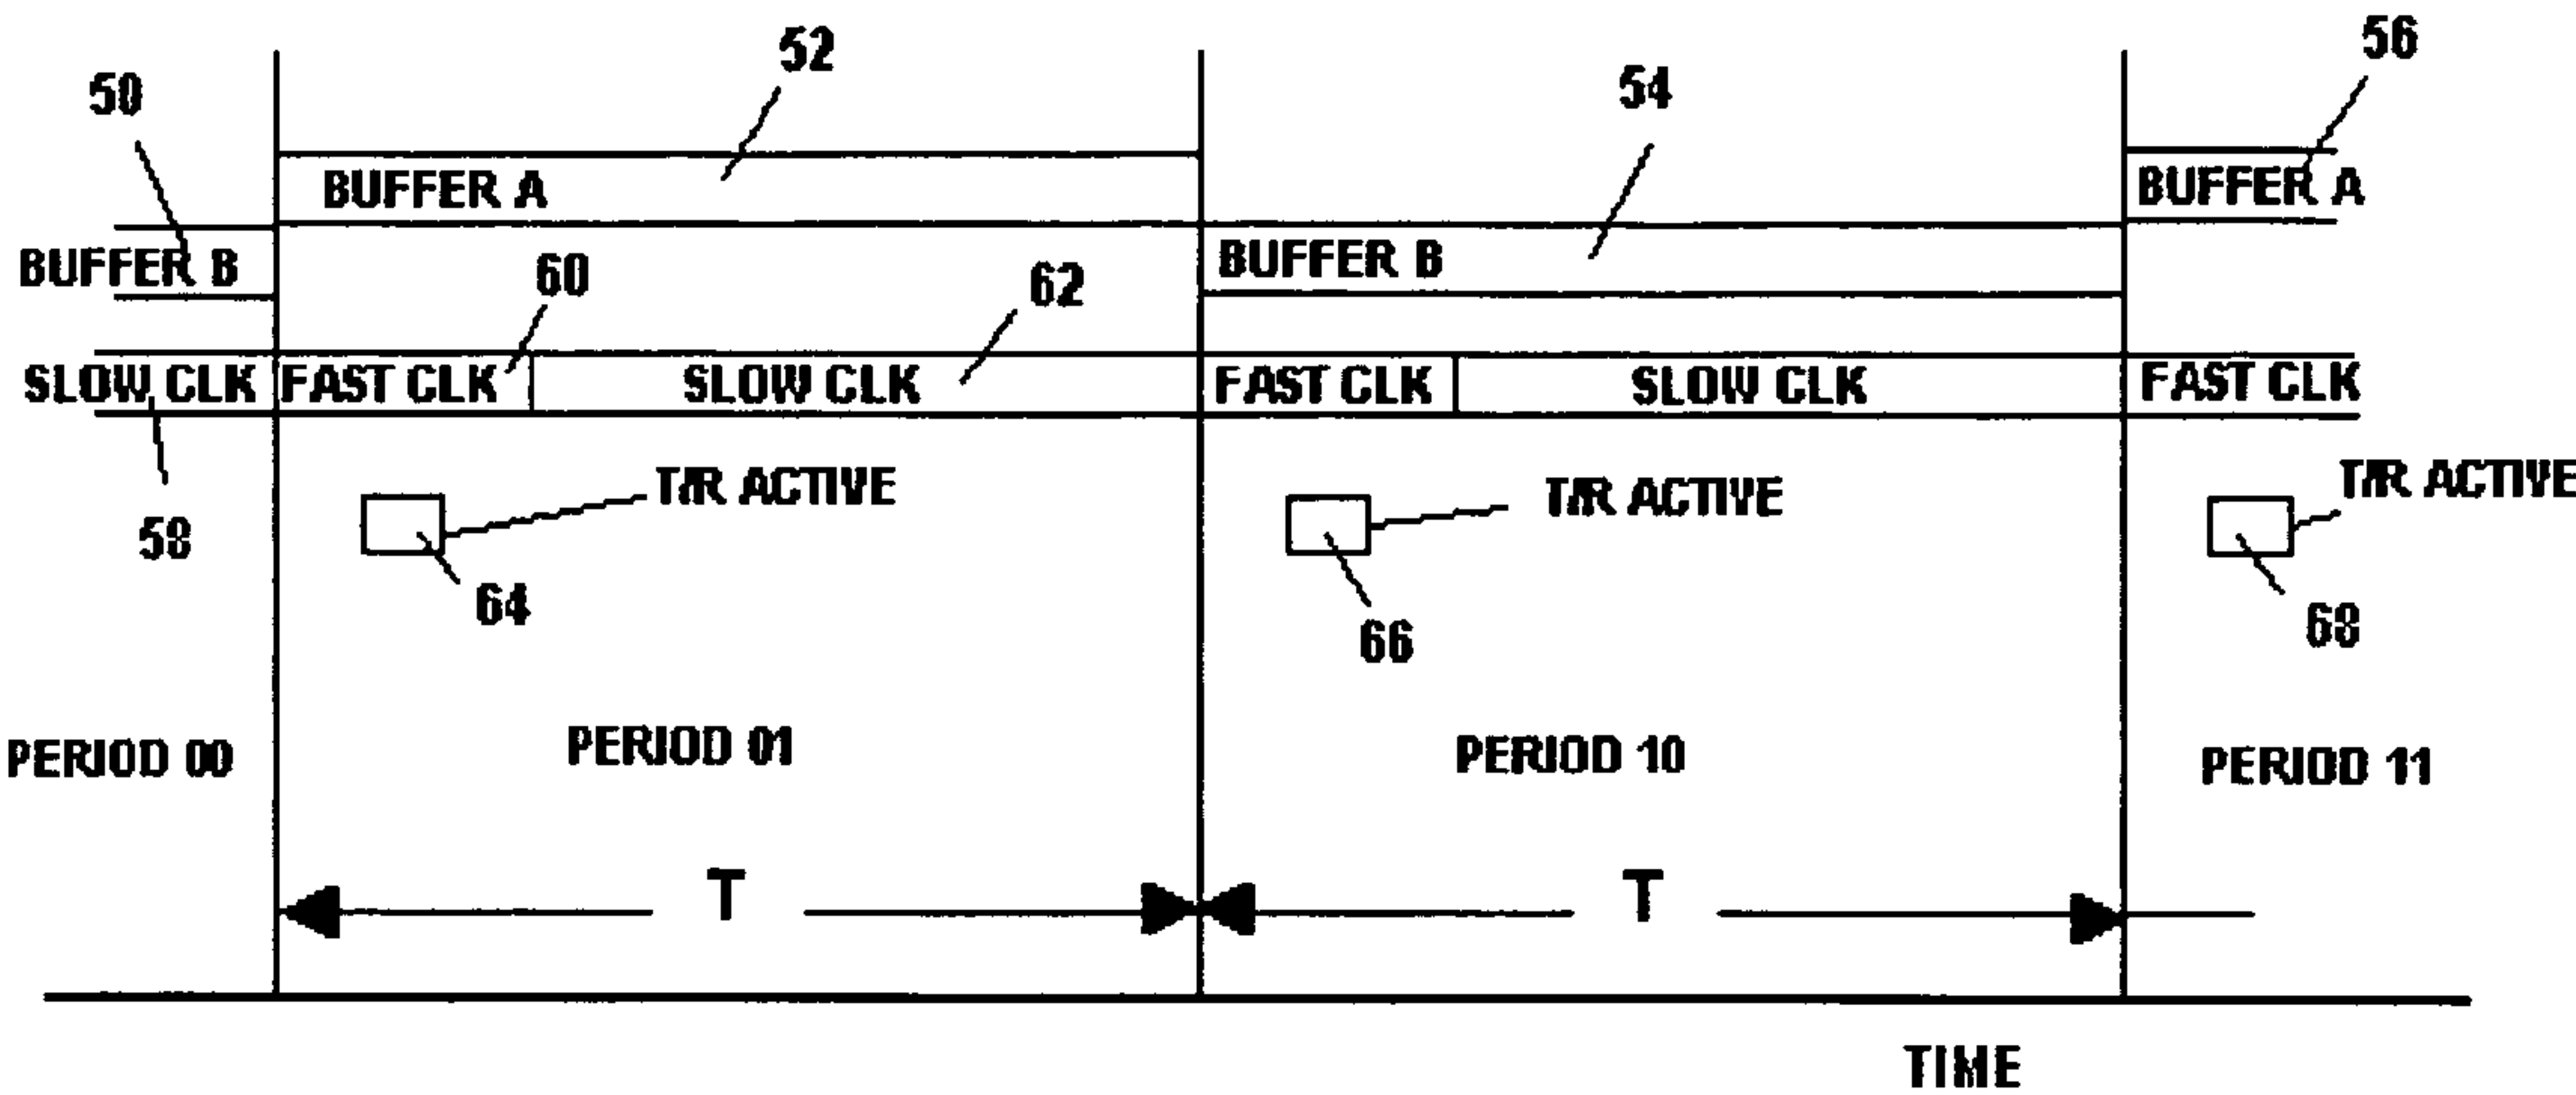 50
52
54
56
BUFFER A
BUFFER A
BUFFER B
BUFFER B
60
62
SLOW CLK
FAST CLK
SLOW CLK
FAST CLK
SLOW CLK
FAST CLK
58
T/R ACTIVE
T/R ACTIVE
T/R ACTIVE
64
66
68
PERIOD 00
PERIOD 01
PERIOD 10
PERIOD 11
T
T
TIME